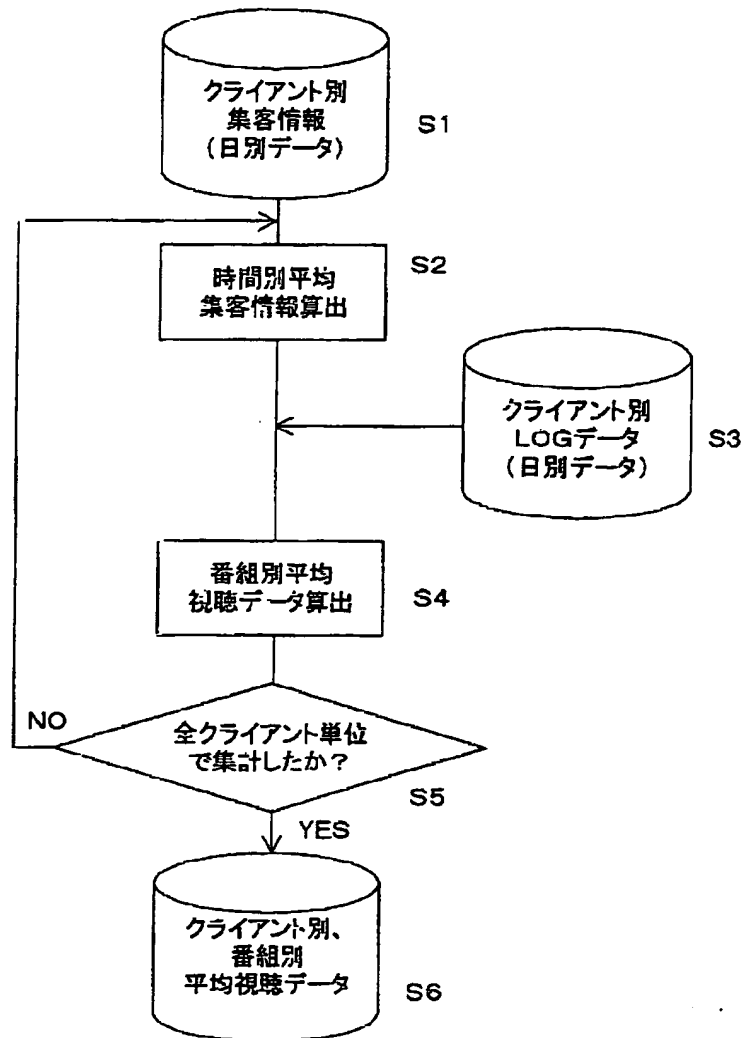 クライアント別
集客情報
(日別データ)
S1
S2
時間別平均
集客情報算出
クライアント別
LOGデータ
(日別データ)
S3
番組別平均
視聴データ算出
S4
NO
全クライアント単位
で集計したか?
S5
YES
クライアント別、
番組別
平均視聴データ
S6